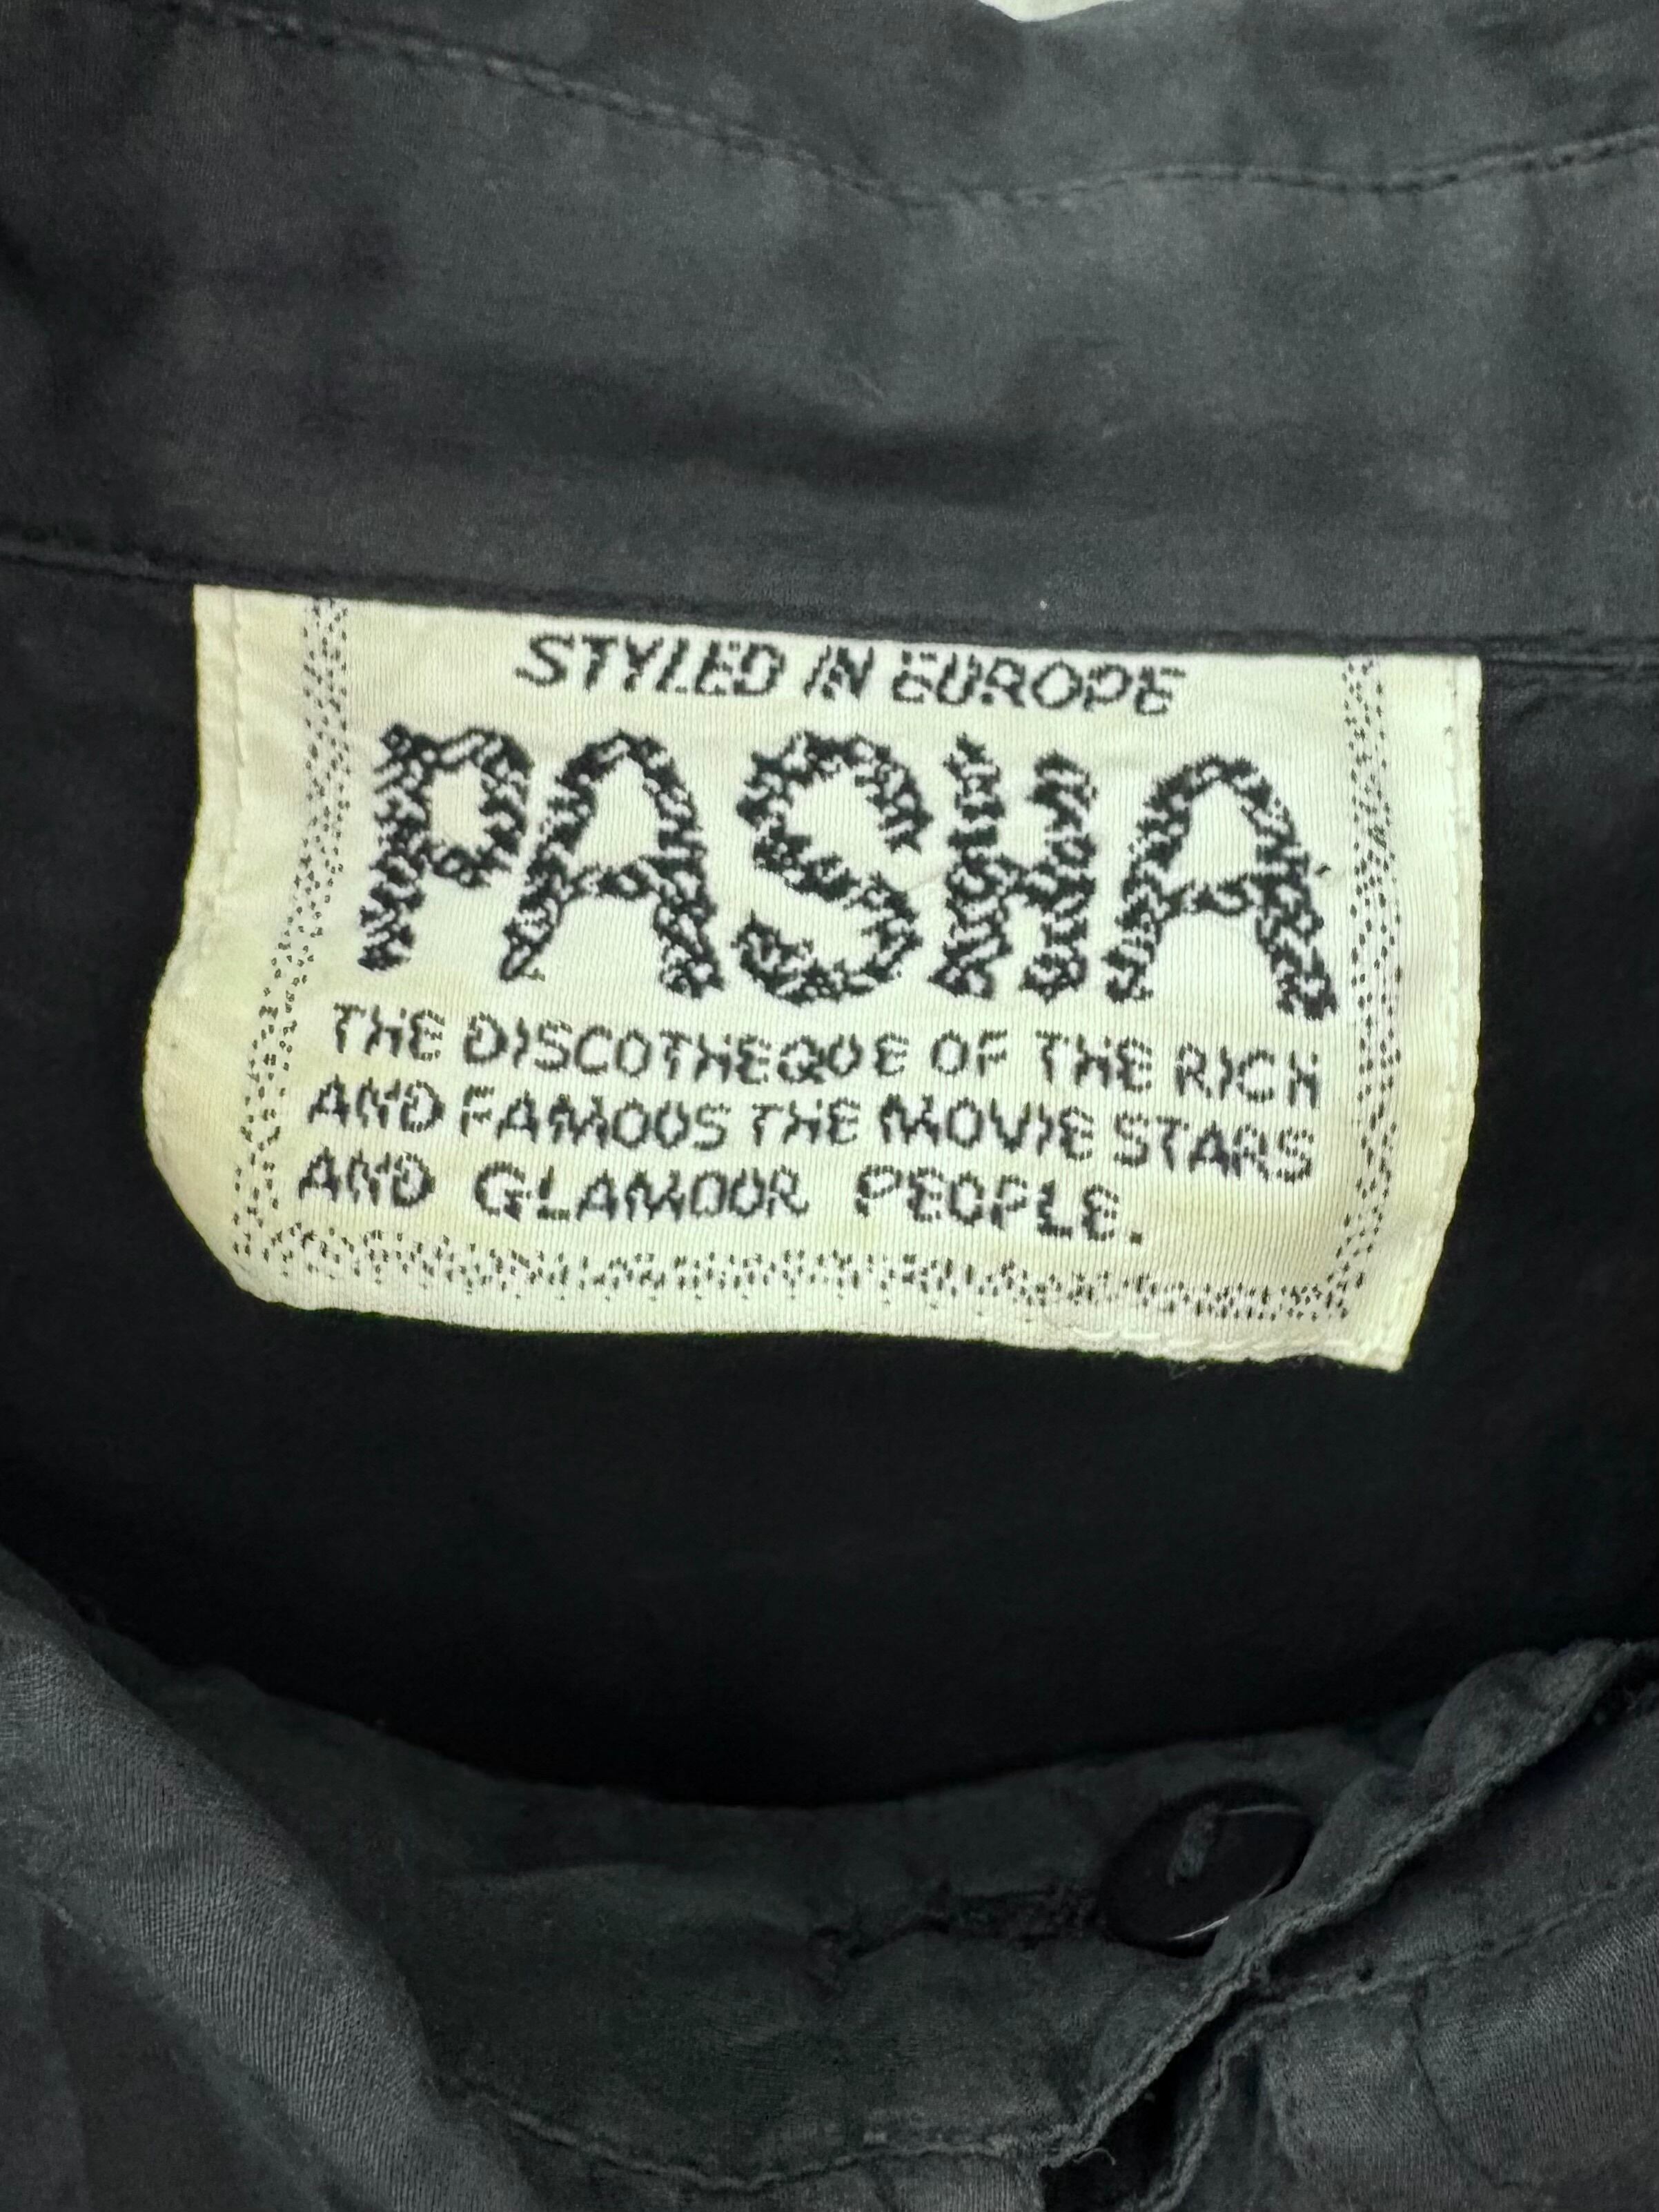 STYLED IN EUROPE
PASHA
THE DISCOTHEQUE OF THE RICH
AND FAMOUS THE MOVIE STARS
AND GLAMOUR PEOPLE.